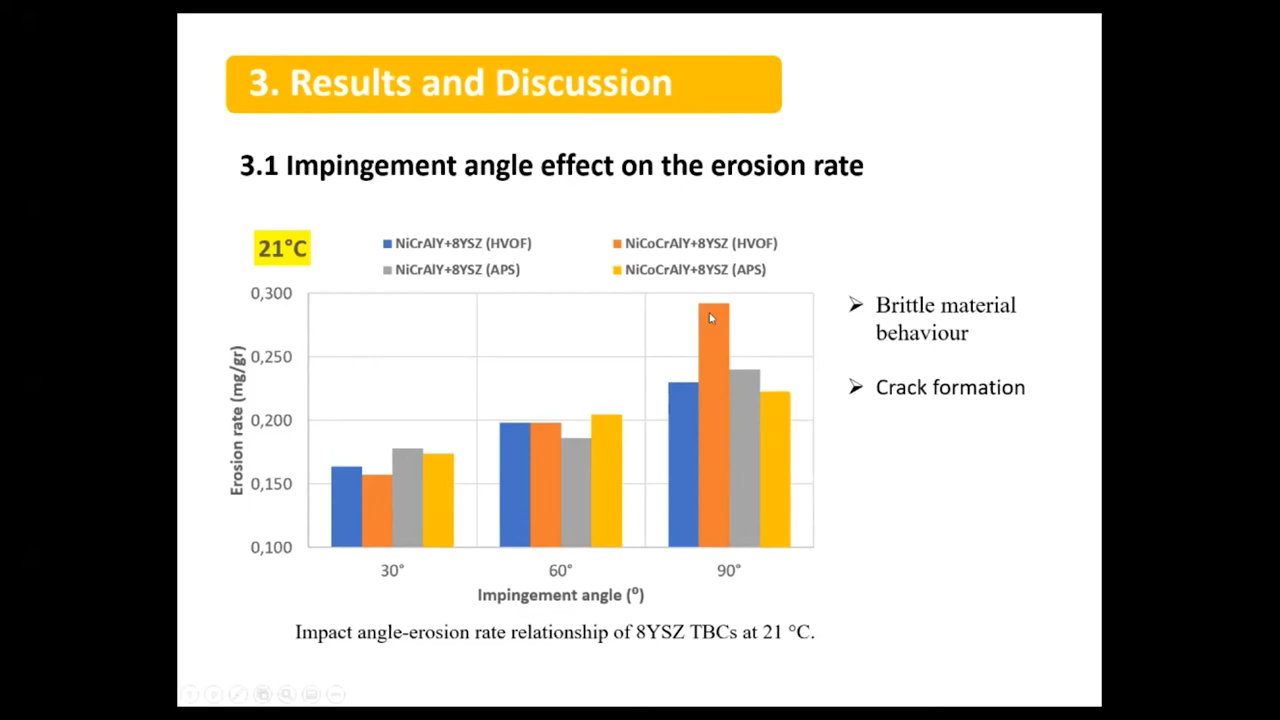 3. Results and Discussion
3.1 Impingement angle effect on the erosion rate
21°C
NiCrAlY+8YSZ (HVOF)
NiCoCrAlY+8YSZ (HVOF)
NiCrAlY+8YSZ (APS)
NiCoCrAlY+8YSZ (APS)
Erosion rate (mg/gr)
0,300
0,250
0,200
0,150
0,100
30°
60°
90°
Impingement angle (⁰)
Impact angle-erosion rate relationship of 8YSZ TBCs at 21 °C.
➢ Brittle material
behaviour
➢ Crack formation